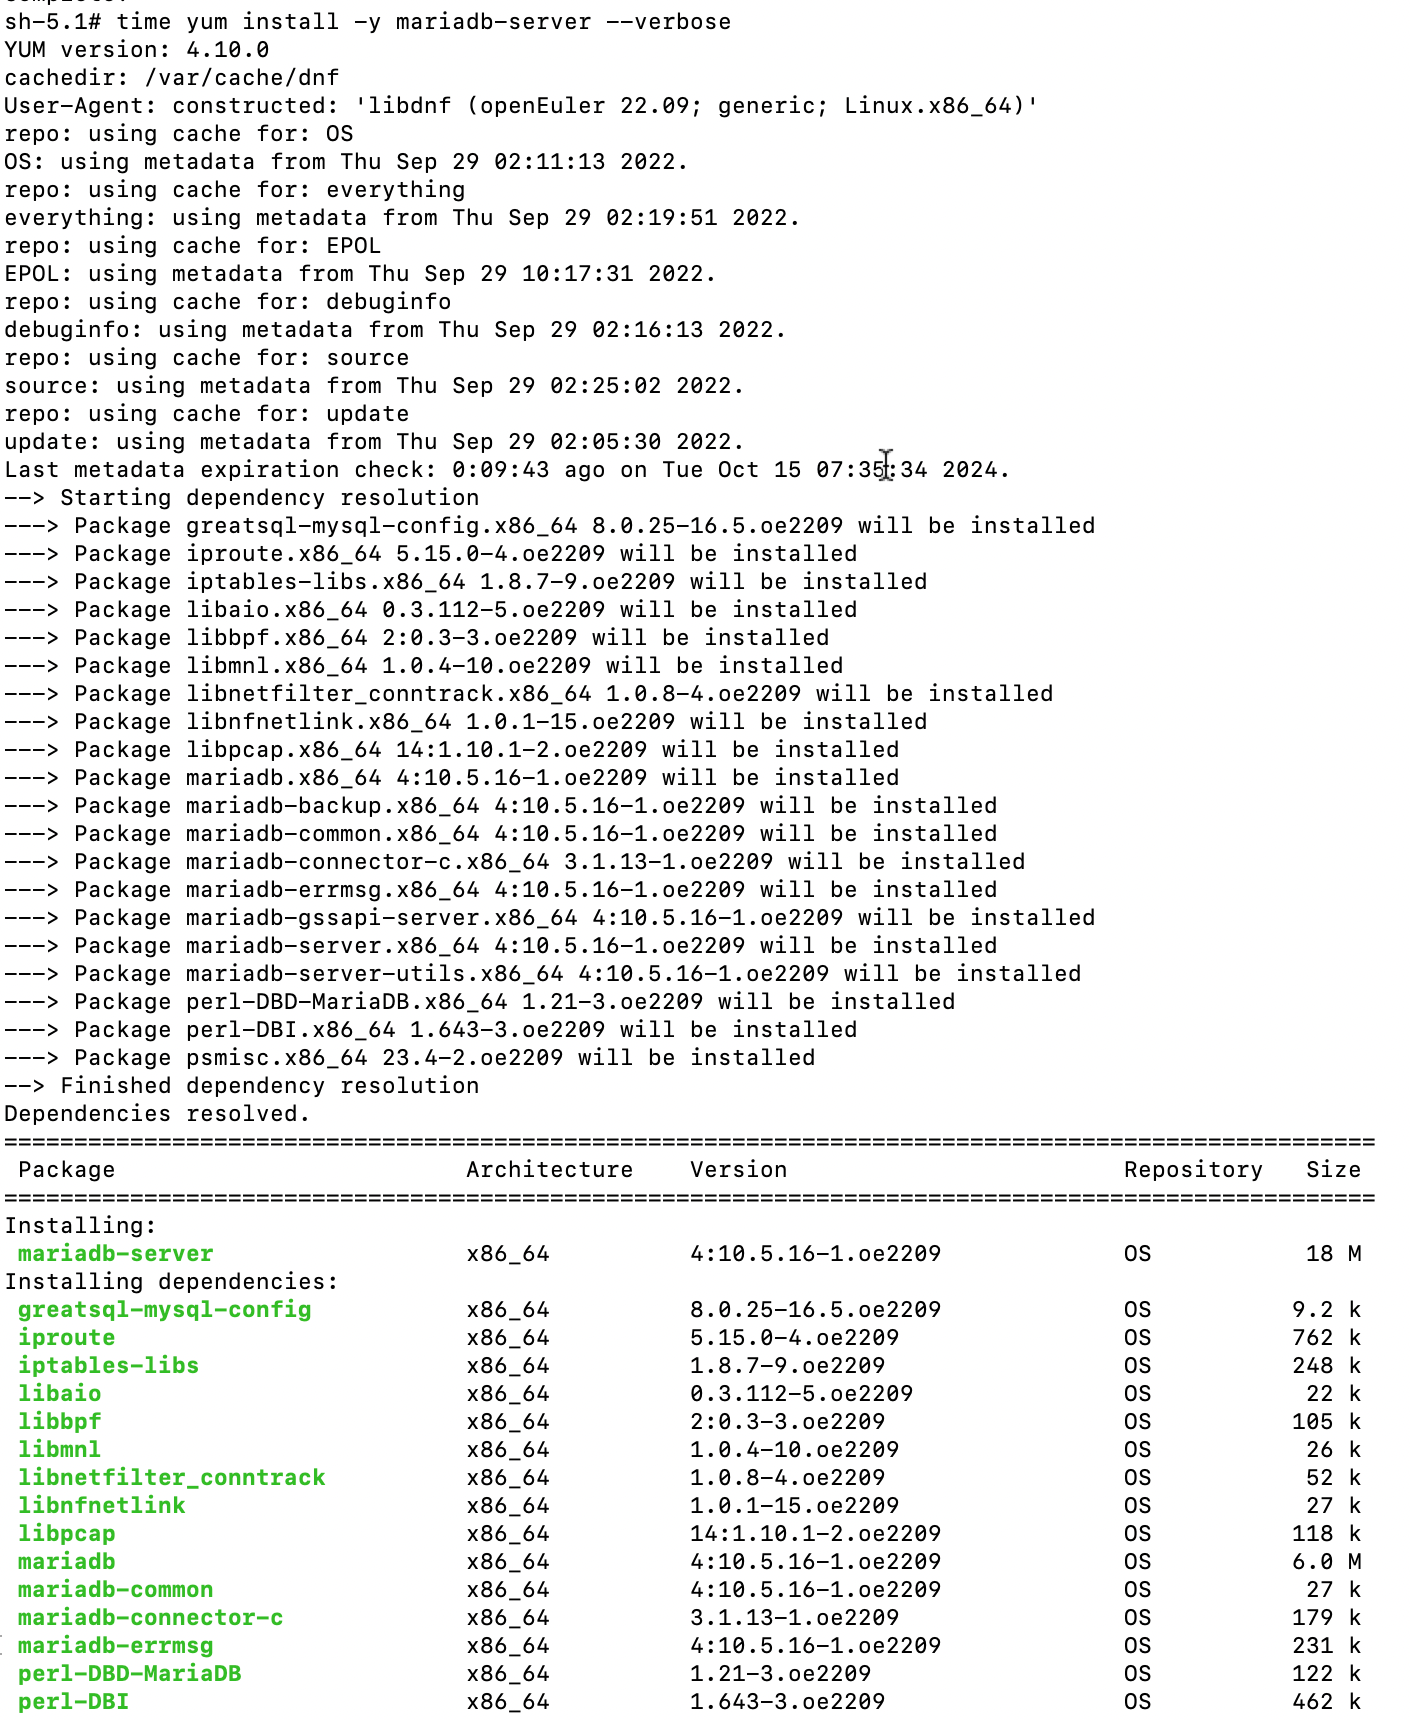 sh-5.1# time yum install -y mariadb-server --verbose
YUM version: 4.10.0
cachedir: /var/cache/dnf
User-Agent: constructed: 'libdnf (openEuler 22.09; generic; Linux.x86_64)'
repo: using cache for: OS
OS: using metadata from Thu Sep 29 02:11:13 2022.
repo: using cache for: everything
everything: using metadata from Thu Sep 29 02:19:51 2022.
repo: using cache for: EPOL
EPOL: using metadata from Thu Sep 29 10:17:31 2022.
repo: using cache for: debuginfo
debuginfo: using metadata from Thu Sep 29 02:16:13 2022.
repo: using cache for: source
source: using metadata from Thu Sep 29 02:25:02 2022.
repo: using cache for: update
update: using metadata from Thu Sep 29 02:05:30 2022.
Last metadata expiration check: 0:09:43 ago on Tue Oct 15 07:35:34 2024.
--> Starting dependency resolution
---> Package greatsql-mysql-config.x86_64 8.0.25-16.5.oe2209 will be installed
---> Package iproute.x86_64 5.15.0-4.oe2209 will be installed
---> Package iptables-libs.x86_64 1.8.7-9.oe2209 will be installed
---> Package libaio.x86_64 0.3.112-5.oe2209 will be installed
---> Package libbpf.x86_64 2:0.3-3.oe2209 will be installed
---> Package libmnl.x86_64 1.0.4-10.oe2209 will be installed
---> Package libnetfilter_conntrack.x86_64 1.0.8-4.oe2209 will be installed
---> Package libnfnetlink.x86_64 1.0.1-15.oe2209 will be installed
---> Package libpcap.x86_64 14:1.10.1-2.oe2209 will be installed
---> Package mariadb.x86_64 4:10.5.16-1.oe2209 will be installed
---> Package mariadb-backup.x86_64 4:10.5.16-1.oe2209 will be installed
---> Package mariadb-common.x86_64 4:10.5.16-1.oe2209 will be installed
---> Package mariadb-connector-c.x86_64 3.1.13-1.oe2209 will be installed
---> Package mariadb-errmsg.x86_64 4:10.5.16-1.oe2209 will be installed
---> Package mariadb-gssapi-server.x86_64 4:10.5.16-1.oe2209 will be installed
---> Package mariadb-server.x86_64 4:10.5.16-1.oe2209 will be installed
---> Package mariadb-server-utils.x86_64 4:10.5.16-1.oe2209 will be installed
---> Package perl-DBD-MariaDB.x86_64 1.21-3.oe2209 will be installed
---> Package perl-DBI.x86_64 1.643-3.oe2209 will be installed
---> Package psmisc.x86_64 23.4-2.oe2209 will be installed
--> Finished dependency resolution
Dependencies resolved.
==================================================================================================
Package Architecture Version Repository Size
==================================================================================================
Installing:
mariadb-server x86_64 4:10.5.16-1.oe2209 OS 18 M
Installing dependencies:
greatsql-mysql-config x86_64 8.0.25-16.5.oe2209 OS 9.2 k
iproute x86_64 5.15.0-4.oe2209 OS 762 k
iptables-libs x86_64 1.8.7-9.oe2209 OS 248 k
libaio x86_64 0.3.112-5.oe2209 OS 22 k
libbpf x86_64 2:0.3-3.oe2209 OS 105 k
libmnl x86_64 1.0.4-10.oe2209 OS 26 k
libnetfilter_conntrack x86_64 1.0.8-4.oe2209 OS 52 k
libnfnetlink x86_64 1.0.1-15.oe2209 OS 27 k
libpcap x86_64 14:1.10.1-2.oe2209 OS 118 k
mariadb x86_64 4:10.5.16-1.oe2209 OS 6.0 M
mariadb-common x86_64 4:10.5.16-1.oe2209 OS 27 k
mariadb-connector-c x86_64 3.1.13-1.oe2209 OS 179 k
mariadb-errmsg x86_64 4:10.5.16-1.oe2209 OS 231 k
perl-DBD-MariaDB x86_64 1.21-3.oe2209 OS 122 k
perl-DBI x86_64 1.643-3.oe2209 OS 462 k